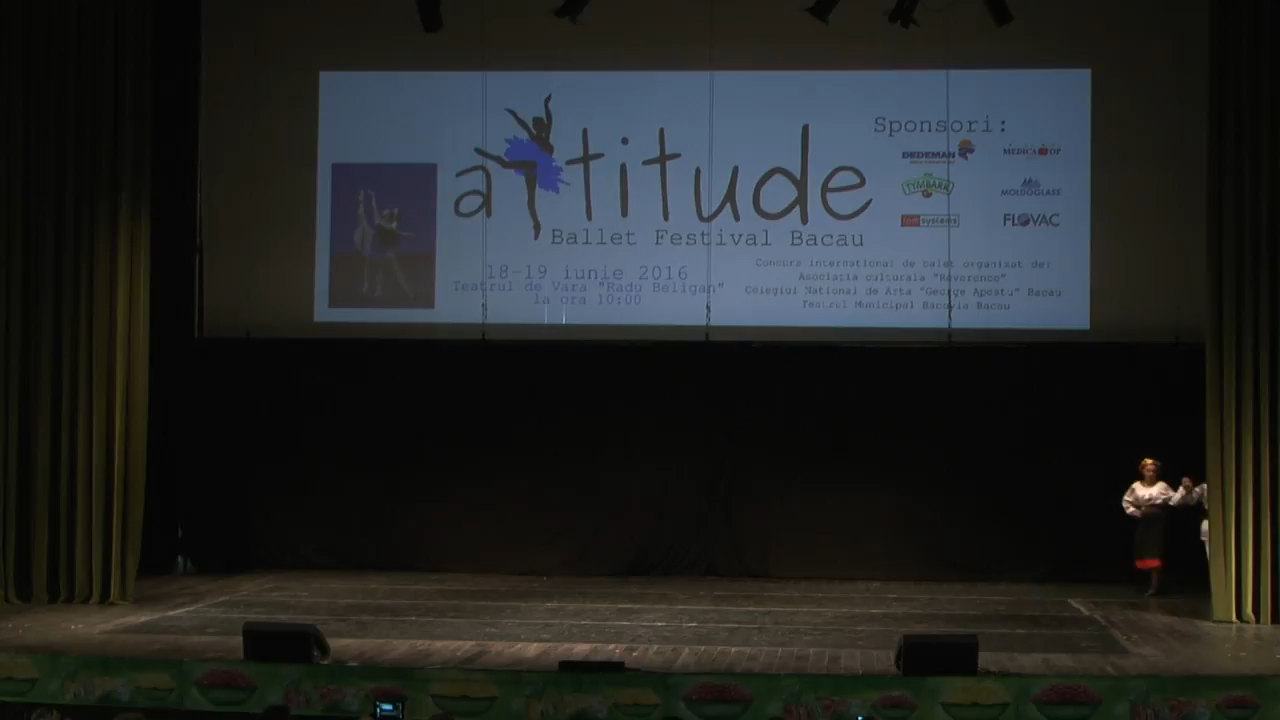 attitude
Ballet Festival Bacau
18-19 iunie 2016
Teatrul de Vara "Radu Beligan"
la ora 10:00
Sponsori:
DEDEMAN
MEDICA
TYMBARK
MOLDOGLASS
systems
FLOVAC
Concurs international de balet organizat de:
Asociatia culturala "Reverence"
Colegiul National de Arta "George Apostu" Bacau
Teatrul Municipal Bacovia Bacau